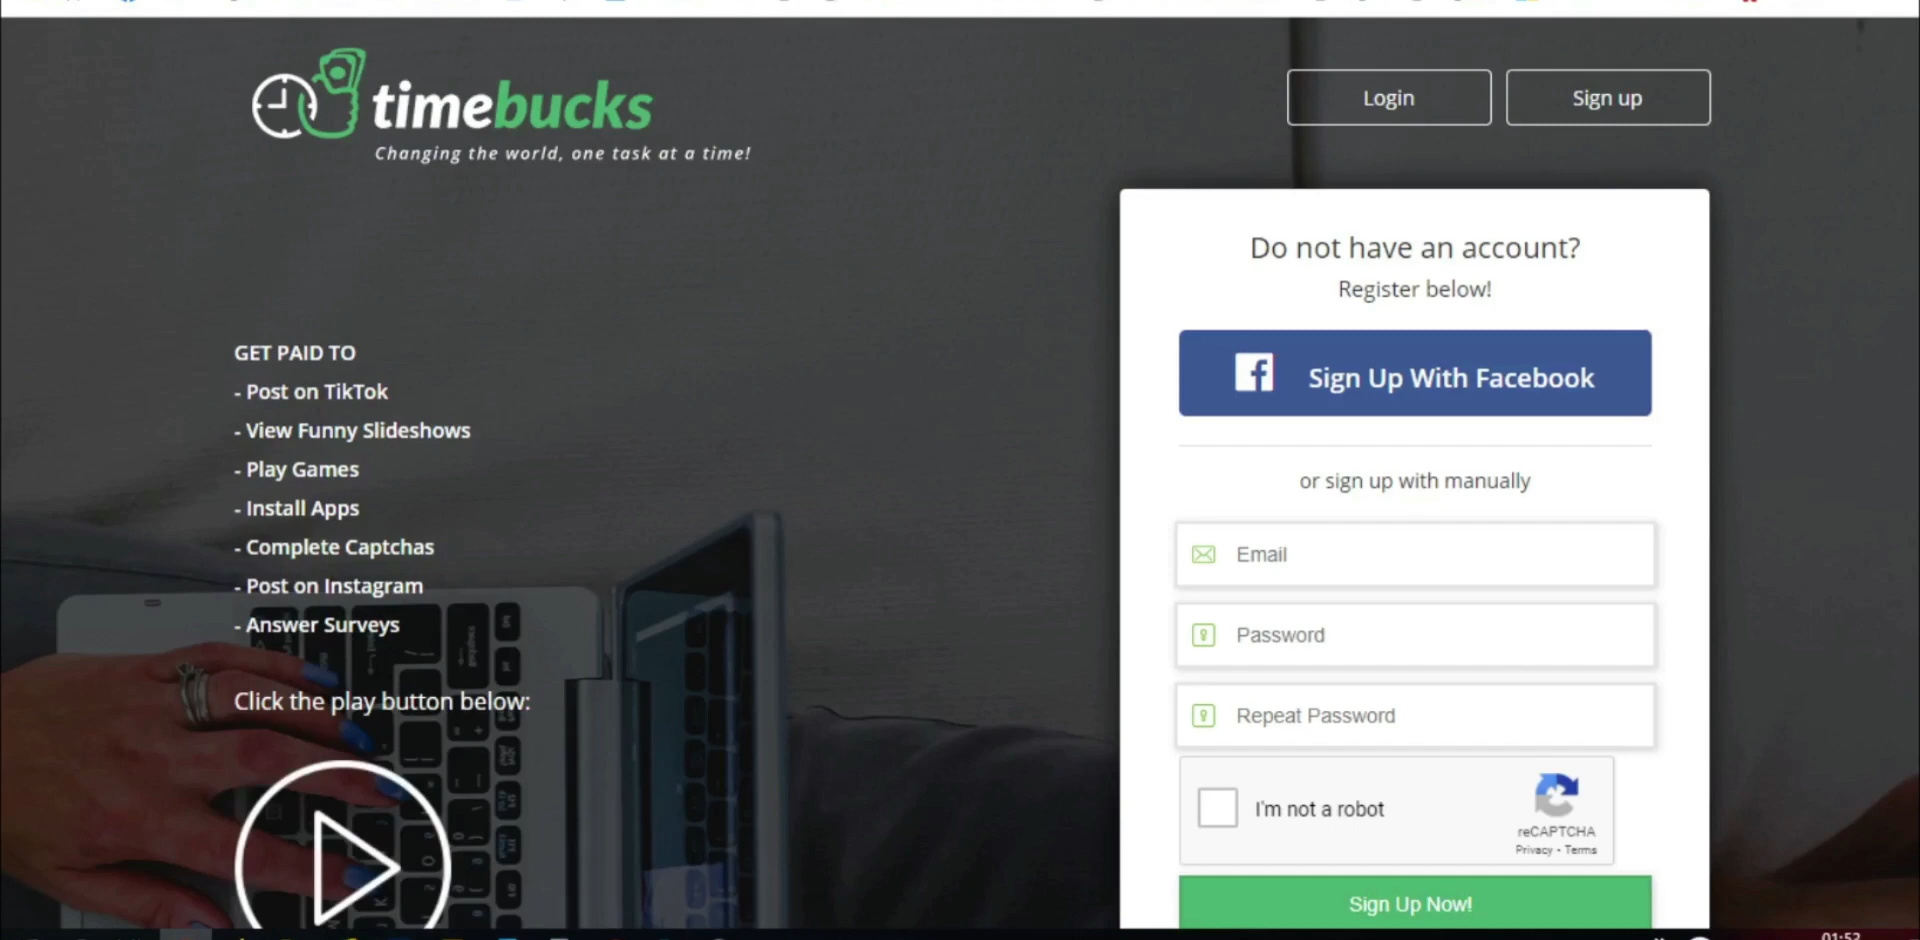 timebucks
Changing the world, one task at a time!
Login
Sign up
GET PAID TO
- Post on TikTok
- View Funny Slideshows
- Play Games
- Install Apps
- Complete Captchas
- Post on Instagram
- Answer Surveys
Click the play button below:
Do not have an account?
Register below!
Sign Up With Facebook
or sign up with manually
Email
Password
Repeat Password
I'm not a robot
reCAPTCHA
Privacy - Terms
Sign Up Now!
01:52